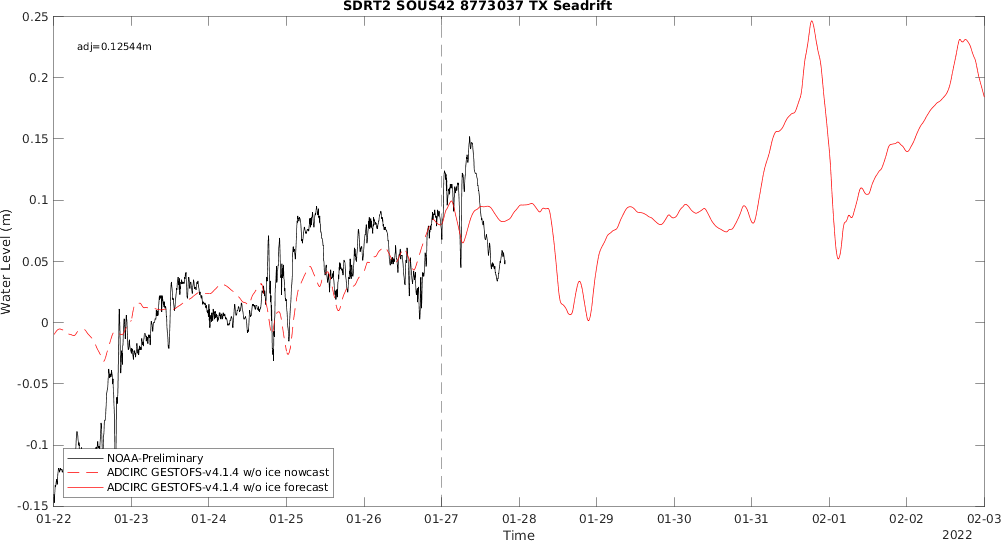 SDRT2 SOUS42 8773037 TX Seadrift
adj=0.12544m
Water Level (m)
0.25
0.2
0.15
0.1
0.05
0
-0.05
-0.1
-0.15
NOAA-Preliminary
ADCIRC GESTOFS-v4.1.4 w/o ice nowcast
ADCIRC GESTOFS-v4.1.4 w/o ice forecast
01-22 01-23 01-24 01-25 01-26 01-27 01-28 01-29 01-30 01-31 02-01 02-02 02-03
Time
2022